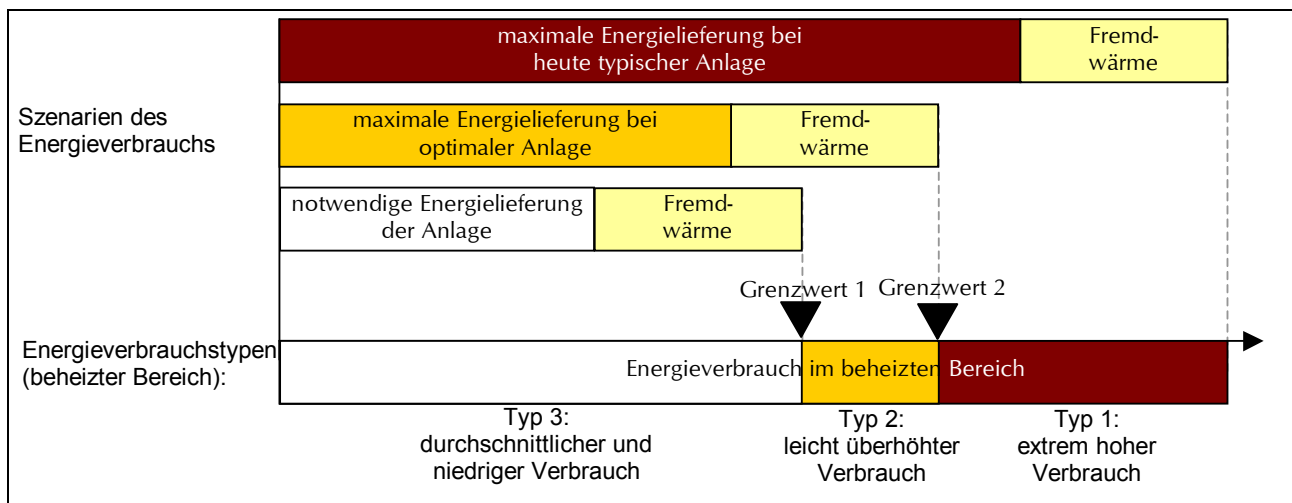 maximale Energielieferung bei
heute typischer Anlage
Fremd-
wärme
Szenarien des
Energieverbrauchs
maximale Energielieferung bei
optimaler Anlage
Fremd-
wärme
notwendige Energielieferung
der Anlage
Fremd-
wärme
Grenzwert 1
Grenzwert 2
Energieverbrauchstypen
(beheizter Bereich):
Energieverbrauch im beheizten Bereich
Typ 3:
durchschnittlicher und
niedriger Verbrauch
Typ 2:
leicht überhöhter
Verbrauch
Typ 1:
extrem hoher
Verbrauch